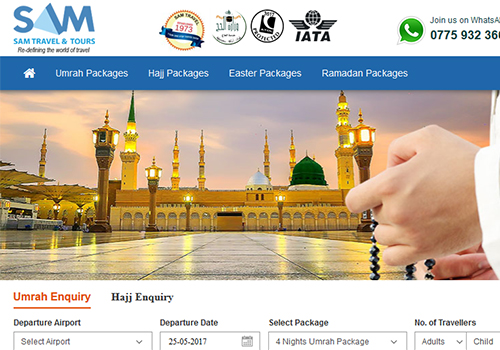 SAM
SAM TRAVEL & TOURS
Re-defining the world of travel
SAM TRAVEL
1973
IATA
Join us on WhatsA
0775 932 36
Umrah Packages
Hajj Packages
Easter Packages
Ramadan Packages
Umrah Enquiry
Hajj Enquiry
Departure Airport
Departure Date
Select Package
No. of Travellers
Select Airport
25-05-2017
4 Nights Umrah Package
Adults
Child